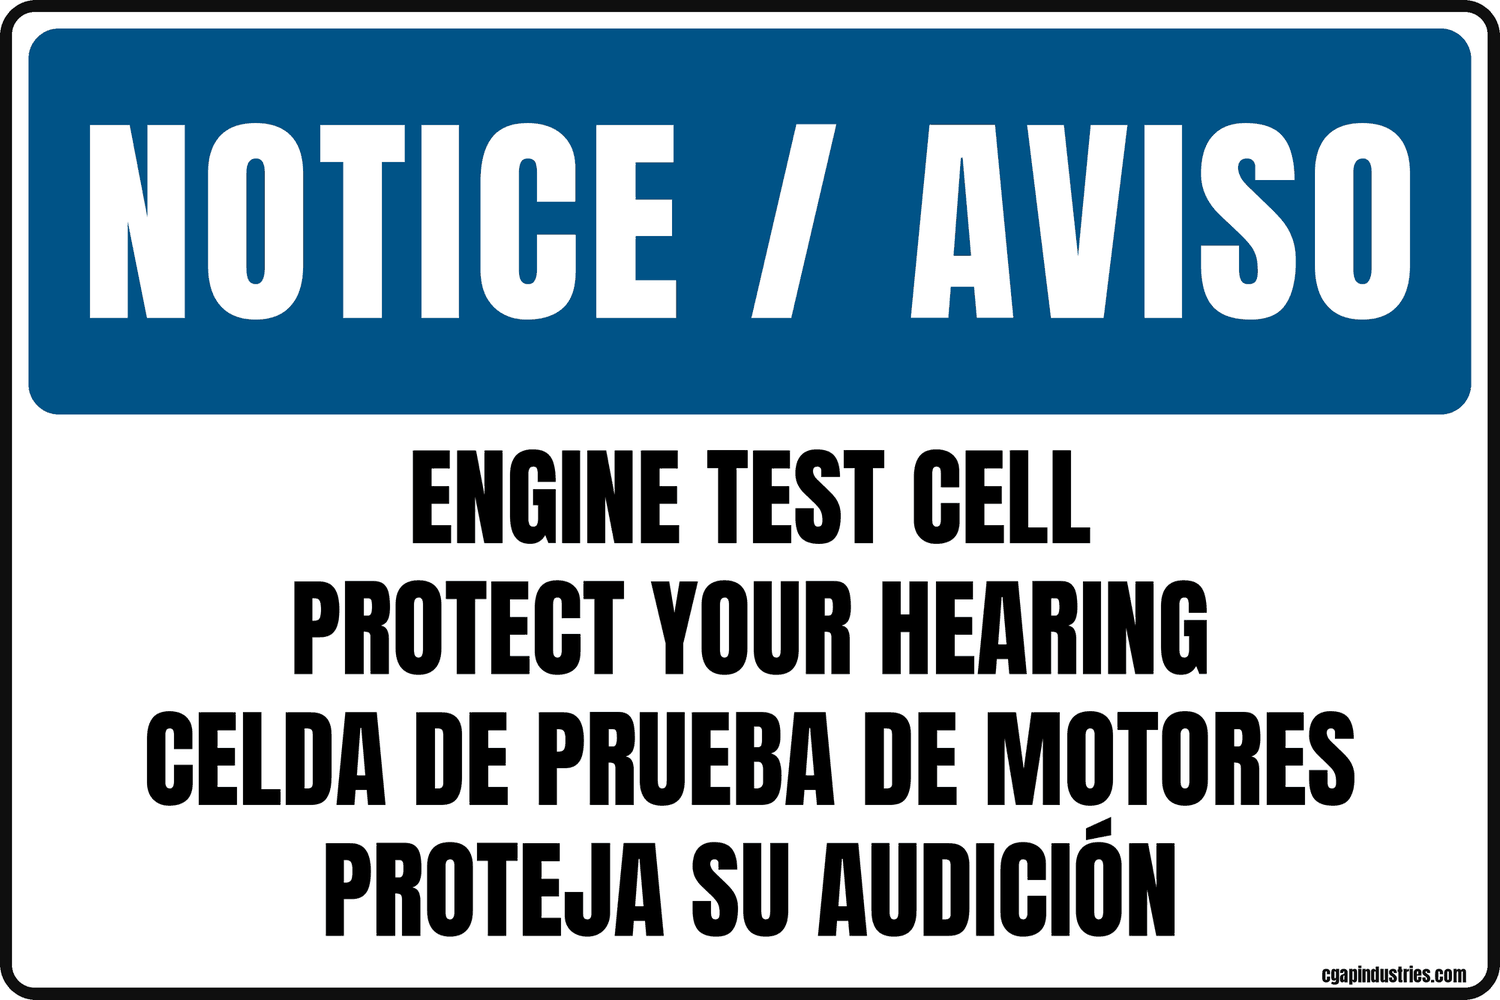 NOTICE / AVISO
ENGINE TEST CELL
PROTECT YOUR HEARING
CELDA DE PRUEBA DE MOTORES
PROTEJA SU AUDICIÓN
cgapindustries.com